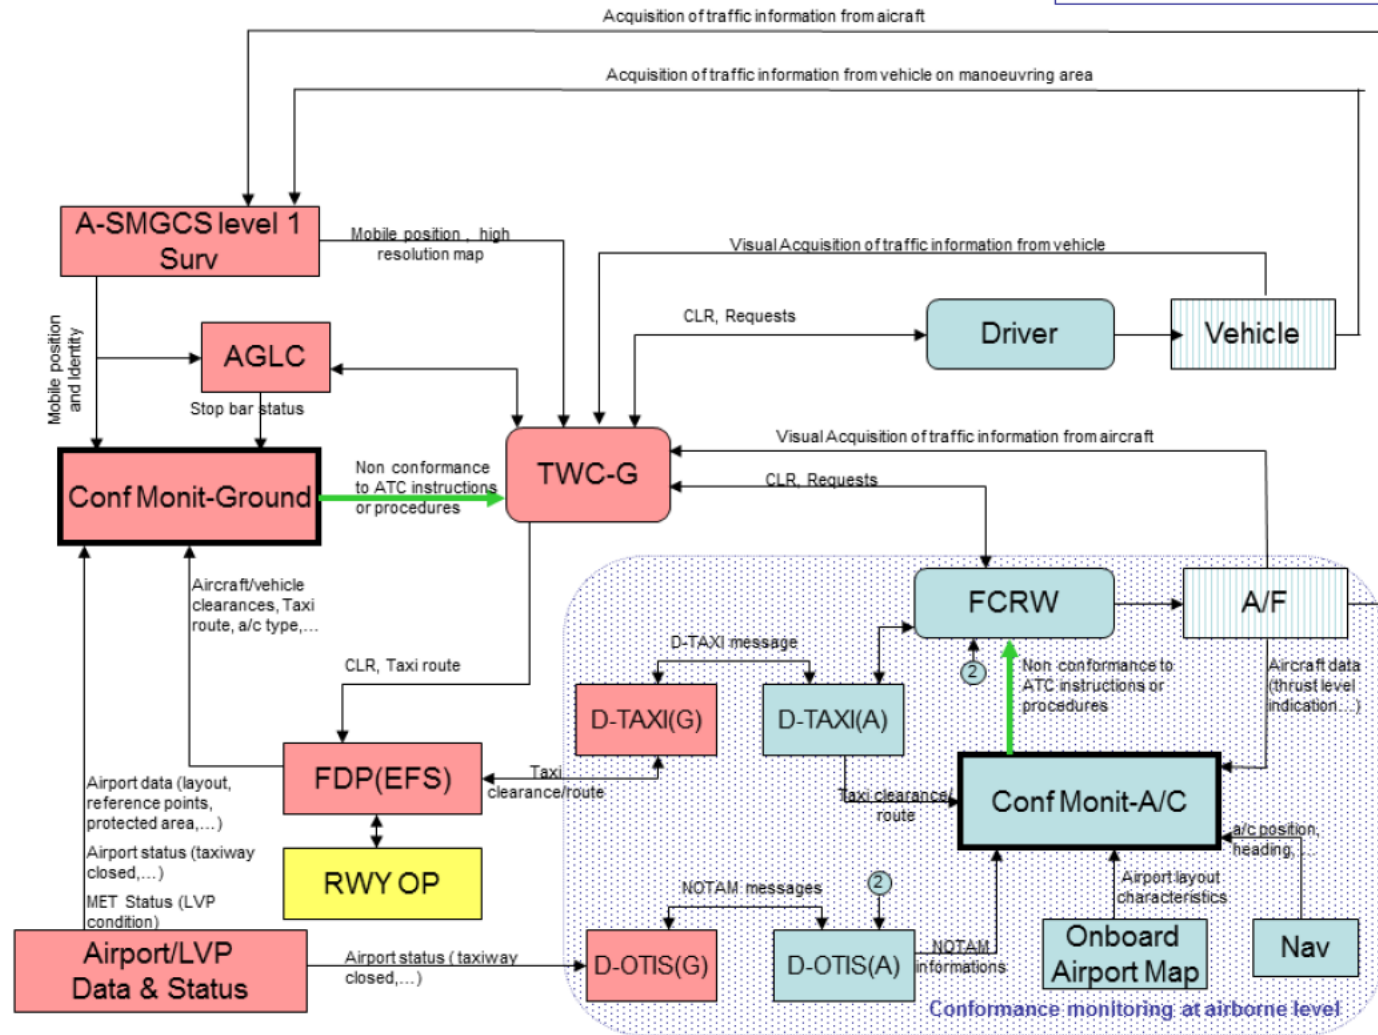 Acquisition of traffic information from aicraft
Acquisition of traffic information from vehicle on manoeuvring area
A-SMGCS level 1
Surv
Mobile position , high
resolution map
Visual Acquisition of traffic information from vehicle
CLR, Requests
Driver
Vehicle
Mobile position
and Identity
AGLC
Stop bar status
Visual Acquisition of traffic information from aircraft
Conf Monit-Ground
Non conformance
to ATC instructions
or procedures
TWC-G
CLR, Requests
Aircraft/vehicle
clearances, Taxi
route, a/c type,...
FCRW
A/F
D-TAXI message
2
Non conformance to
ATC instructions or
procedures
Aircraft data
(thrust level
indication...)
CLR, Taxi route
D-TAXI(G)
D-TAXI(A)
FDP(EFS)
Taxi
clearance/route
Taxi clearance/
route
Conf Monit-A/C
Airport data (layout,
reference points,
protected area,...)
Airport status (taxiway
closed,...)
MET Status (LVP
condition)
a/c position,
heading, ...
RWY OP
NOTAM messages
2
Airport layout
characteristics
Airport/LVP
Data & Status
Airport status ( taxiway
closed,...)
D-OTIS(G)
D-OTIS(A)
NOTAM
informations
Onboard
Airport Map
Nav
Conformance monitoring at airborne level